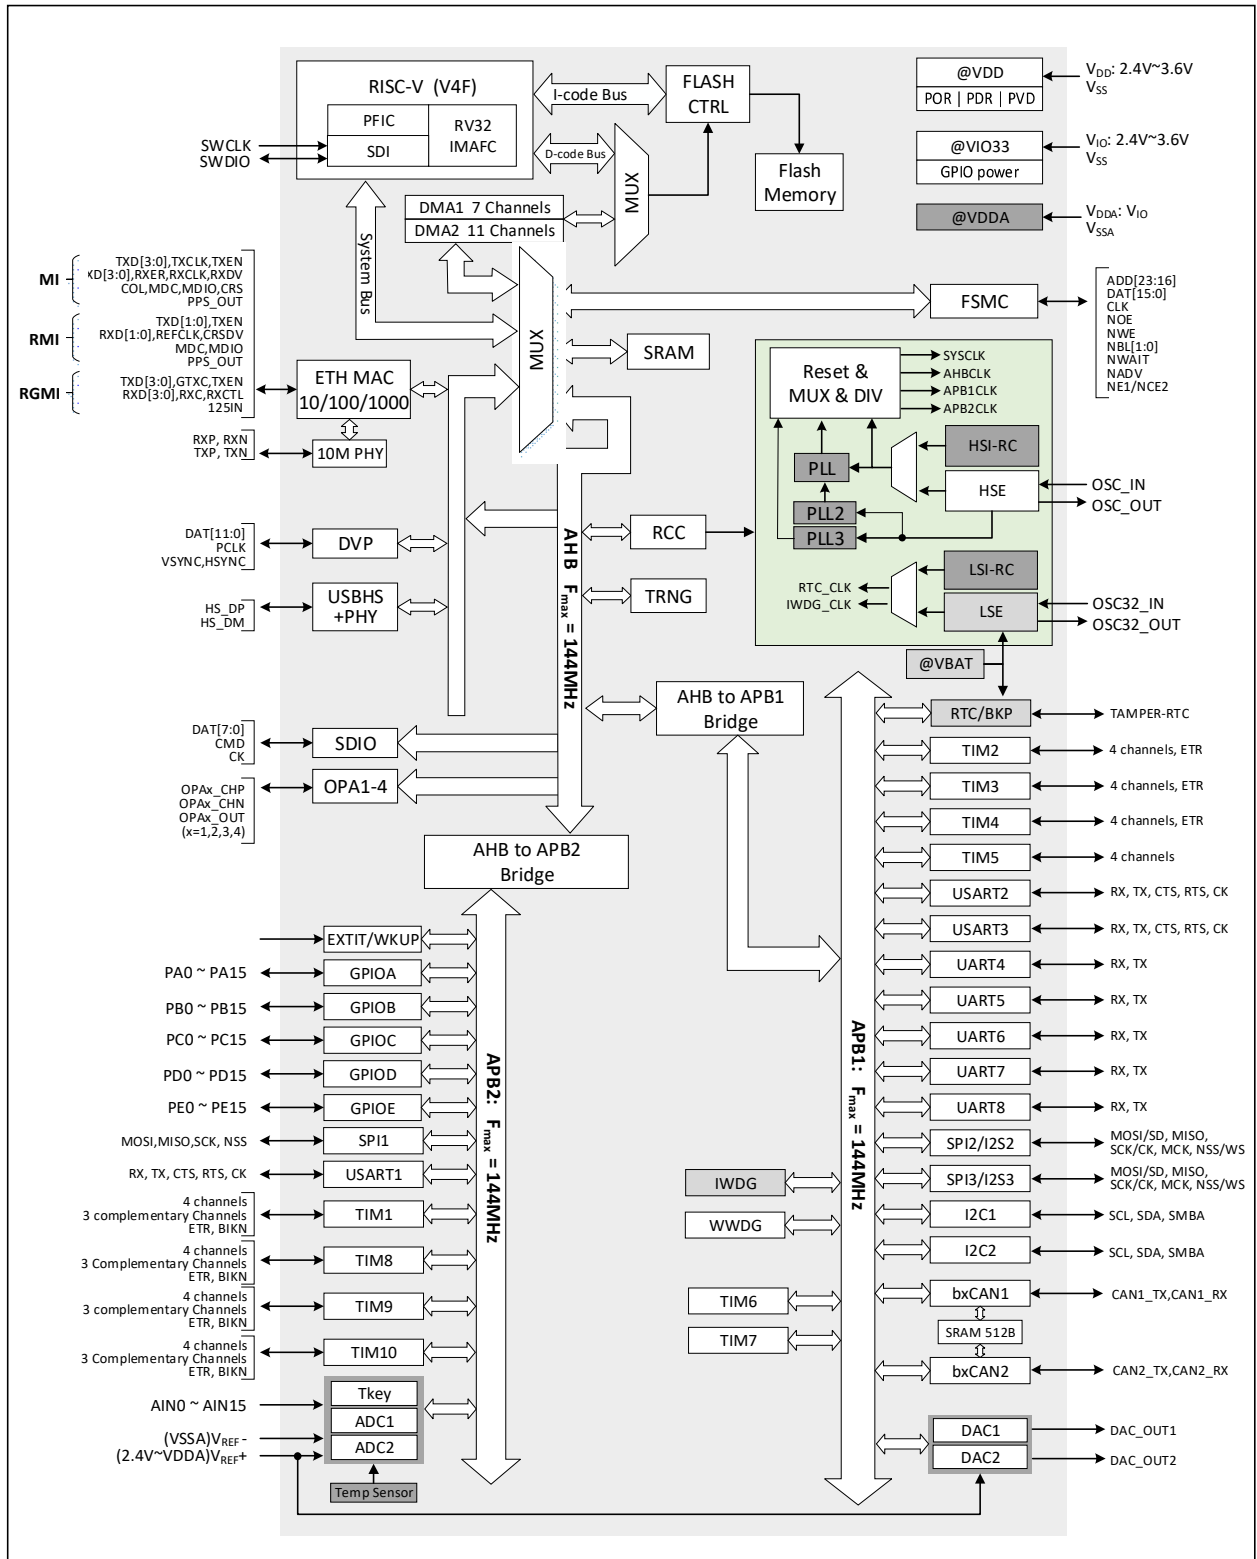 RISC-V (V4F)
PFIC
SDI
RV32
IMAFC
SWCLK
SWDIO
I-code Bus
D-code Bus
FLASH
CTRL
MUX
Flash
Memory
@VDD
POR | PDR | PVD
VDD: 2.4V~3.6V
VSS
@VIO33
GPIO power
VIO: 2.4V~3.6V
VSS
@VDDA
VDDA: VIO
VSSA
DMA1 7 Channels
DMA2 11 Channels
System Bus
MUX
MI
TXD[3:0],TXCLK,TXEN
XD[3:0],RXER,RXCLK,RXDV
COL,MDC,MDIO,CRS
PPS_OUT
RMI
TXD[1:0],TXEN
RXD[1:0],REFCLK,CRSDV
MDC,MDIO
PPS_OUT
RGMI
TXD[3:0],GTXC,TXEN
RXD[3:0],RXC,RXCTL
125IN
RXP, RXN
TXP, TXN
ETH MAC
10/100/1000
10M PHY
FSMC
ADD[23:16]
DAT[15:0]
CLK
NOE
NWE
NBL[1:0]
NWAIT
NADV
NE1/NCE2
SRAM
Reset &
MUX & DIV
SYSCLK
AHBCLK
APB1CLK
APB2CLK
HSI-RC
PLL
HSE
OSC_IN
OSC_OUT
PLL2
PLL3
LSI-RC
RTC_CLK
IWDG_CLK
LSE
OSC32_IN
OSC32_OUT
@VBAT
DAT[11:0]
PCLK
VSYNC,HSYNC
DVP
HS_DP
HS_DM
USBHS
+PHY
AHB Fmax = 144MHz
RCC
TRNG
DAT[7:0]
CMD
CK
SDIO
OPAx_CHP
OPAx_CHN
OPAx_OUT
(x=1,2,3,4)
OPA1-4
AHB to APB1
Bridge
AHB to APB2
Bridge
RTC/BKP
TAMPER-RTC
TIM2
4 channels, ETR
TIM3
4 channels, ETR
TIM4
4 channels, ETR
TIM5
4 channels
USART2
RX, TX, CTS, RTS, CK
USART3
RX, TX, CTS, RTS, CK
UART4
RX, TX
UART5
RX, TX
UART6
RX, TX
UART7
RX, TX
UART8
RX, TX
SPI2/I2S2
MOSI/SD, MISO,
SCK/CK, MCK, NSS/WS
SPI3/I2S3
MOSI/SD, MISO,
SCK/CK, MCK, NSS/WS
I2C1
SCL, SDA, SMBA
I2C2
SCL, SDA, SMBA
bxCAN1
CAN1_TX,CAN1_RX
SRAM 512B
bxCAN2
CAN2_TX,CAN2_RX
DAC1
DAC_OUT1
DAC2
DAC_OUT2
APB1: Fmax = 144MHz
IWDG
WWDG
TIM6
TIM7
EXTIT/WKUP
PA0 ~ PA15
GPIOA
PB0 ~ PB15
GPIOB
PC0 ~ PC15
GPIOC
PD0 ~ PD15
GPIOD
PE0 ~ PE15
GPIOE
MOSI,MISO,SCK, NSS
SPI1
RX, TX, CTS, RTS, CK
USART1
4 channels
3 complementary Channels
ETR, BIKN
TIM1
4 channels
3 Complementary Channels
ETR, BIKN
TIM8
4 channels
3 complementary Channels
ETR, BIKN
TIM9
4 channels
3 Complementary Channels
ETR, BIKN
TIM10
APB2: Fmax = 144MHz
AIN0 ~ AIN15
(VSSA)VREF-
(2.4V~VDDA)VREF+
Tkey
ADC1
ADC2
Temp Sensor